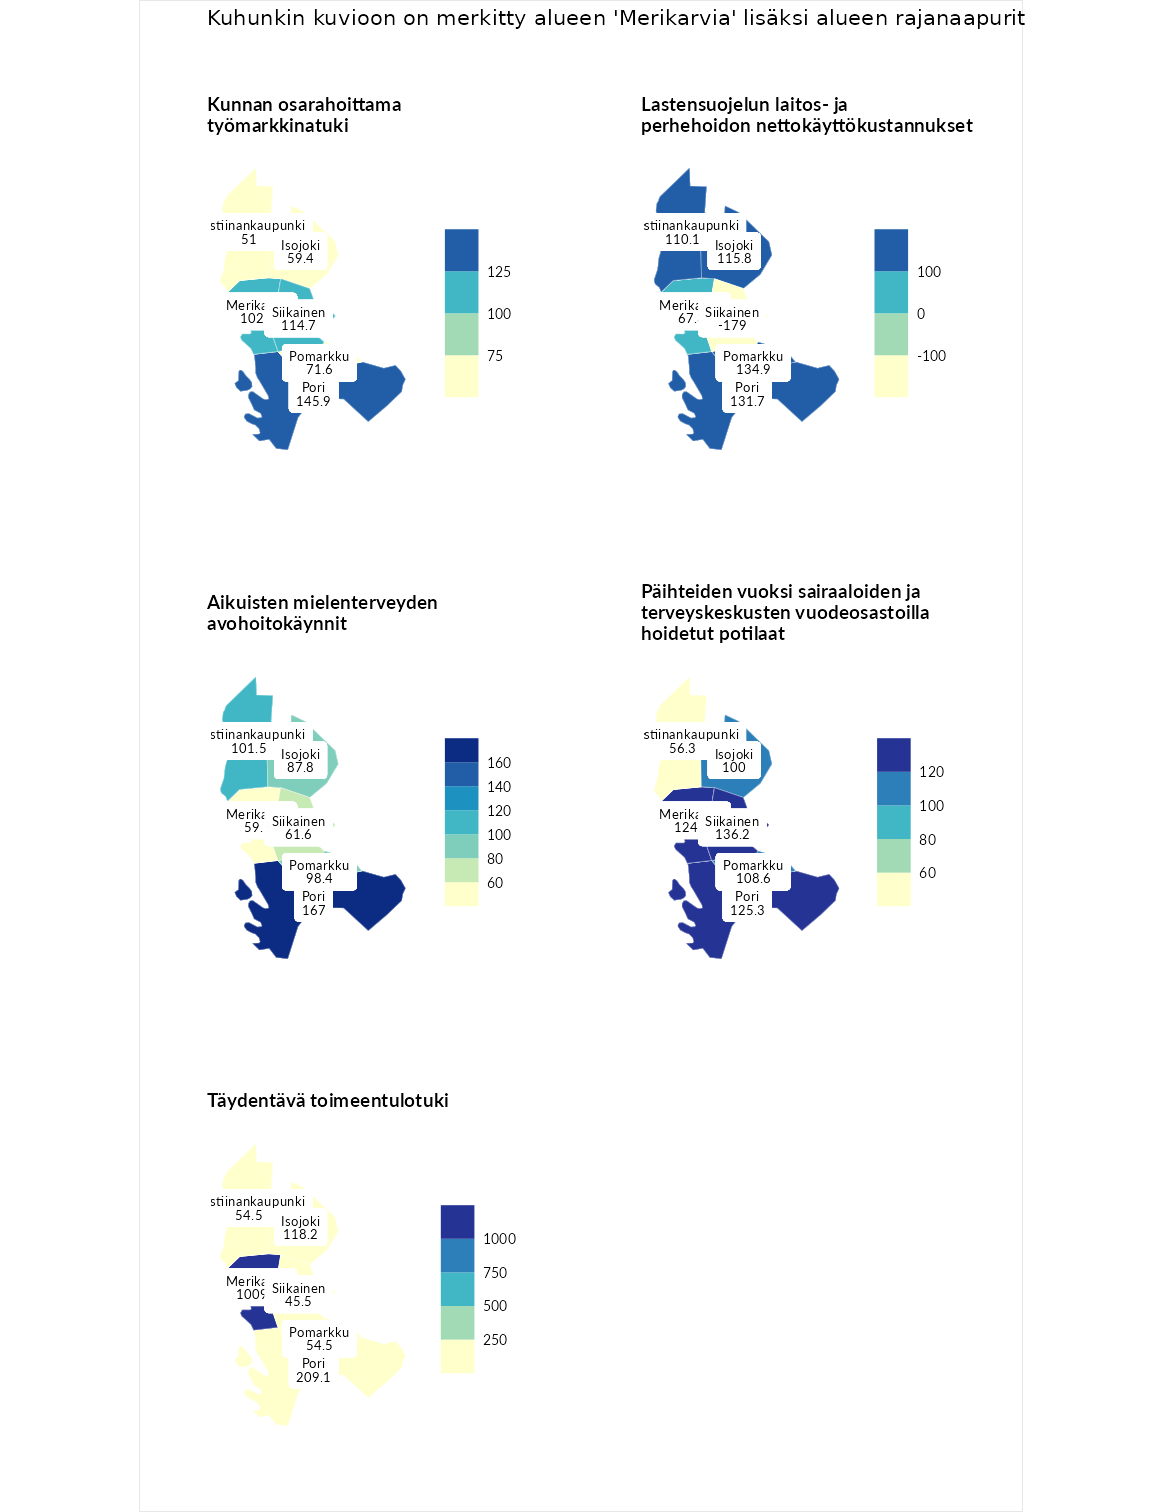 Kuhunkin kuvioon on merkitty alueen 'Merikarvia' lisäksi alueen rajanaapurit
Kunnan osarahoittama
työmarkkinatuki
stiinankaupunki
51
Isojoki
59.4
Merika
102
Siikainen
114.7
Pomarkku
71.6
Pori
145.9
125
100
75
Lastensuojelun laitos- ja
perhehoidon nettokäyttökustannukset
stiinankaupunki
110.1
Isojoki
115.8
Merika
67.
Siikainen
-179
Pomarkku
134.9
Pori
131.7
100
0
-100
Aikuisten mielenterveyden
avohoitokäynnit
stiinankaupunki
101.5
Isojoki
87.8
Merika
59.
Siikainen
61.6
Pomarkku
98.4
Pori
167
160
140
120
100
80
60
Päihteiden vuoksi sairaaloiden ja
terveyskeskusten vuodeosastoilla
hoidetut potilaat
stiinankaupunki
56.3
Isojoki
100
Merika
124
Siikainen
136.2
Pomarkku
108.6
Pori
125.3
120
100
80
60
Täydentävä toimeentulotuki
stiinankaupunki
54.5
Isojoki
118.2
Merika
1009
Siikainen
45.5
Pomarkku
54.5
Pori
209.1
1000
750
500
250